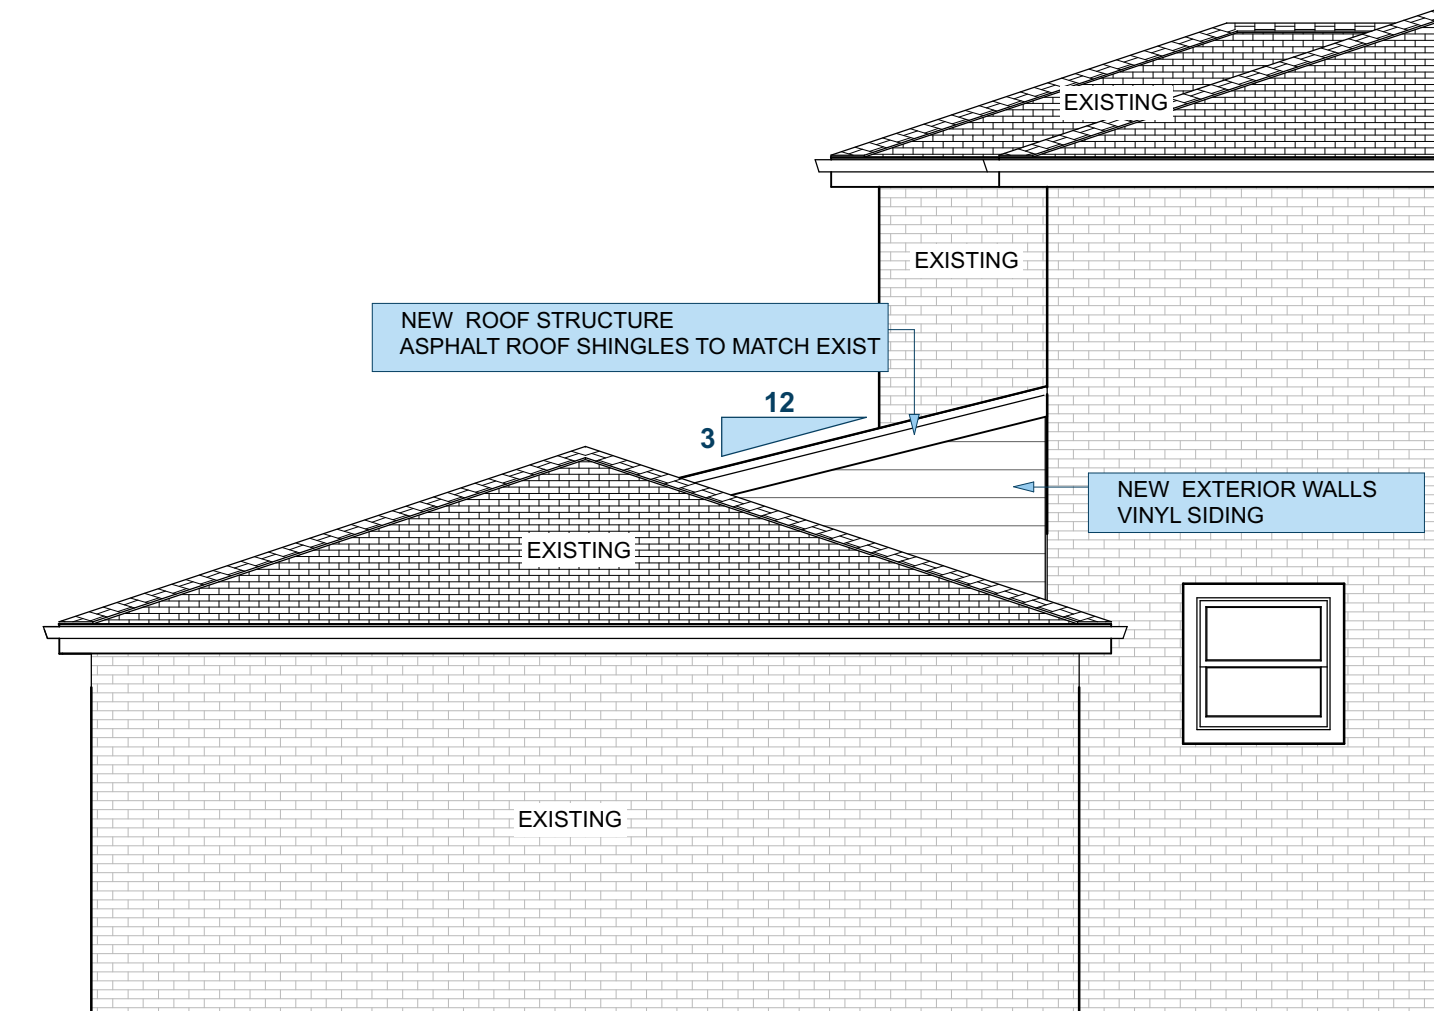 EXISTING
EXISTING
NEW  ROOF STRUCTURE
ASPHALT ROOF SHINGLES TO MATCH EXIST
12
3
NEW  EXTERIOR WALLS
VINYL SIDING
EXISTING
EXISTING